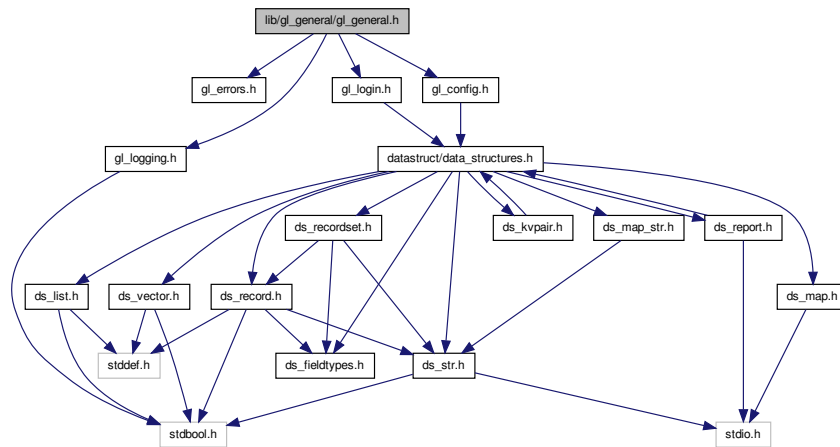 lib/gl_general/gl_general.h
gl_errors.h
gl_login.h
gl_config.h
gl_logging.h
datastruct/data_structures.h
ds_recordset.h
ds_kvpair.h
ds_map_str.h
ds_report.h
ds_list.h
ds_vector.h
ds_record.h
ds_map.h
stddef.h
ds_fieldtypes.h
ds_str.h
stdbool.h
stdio.h